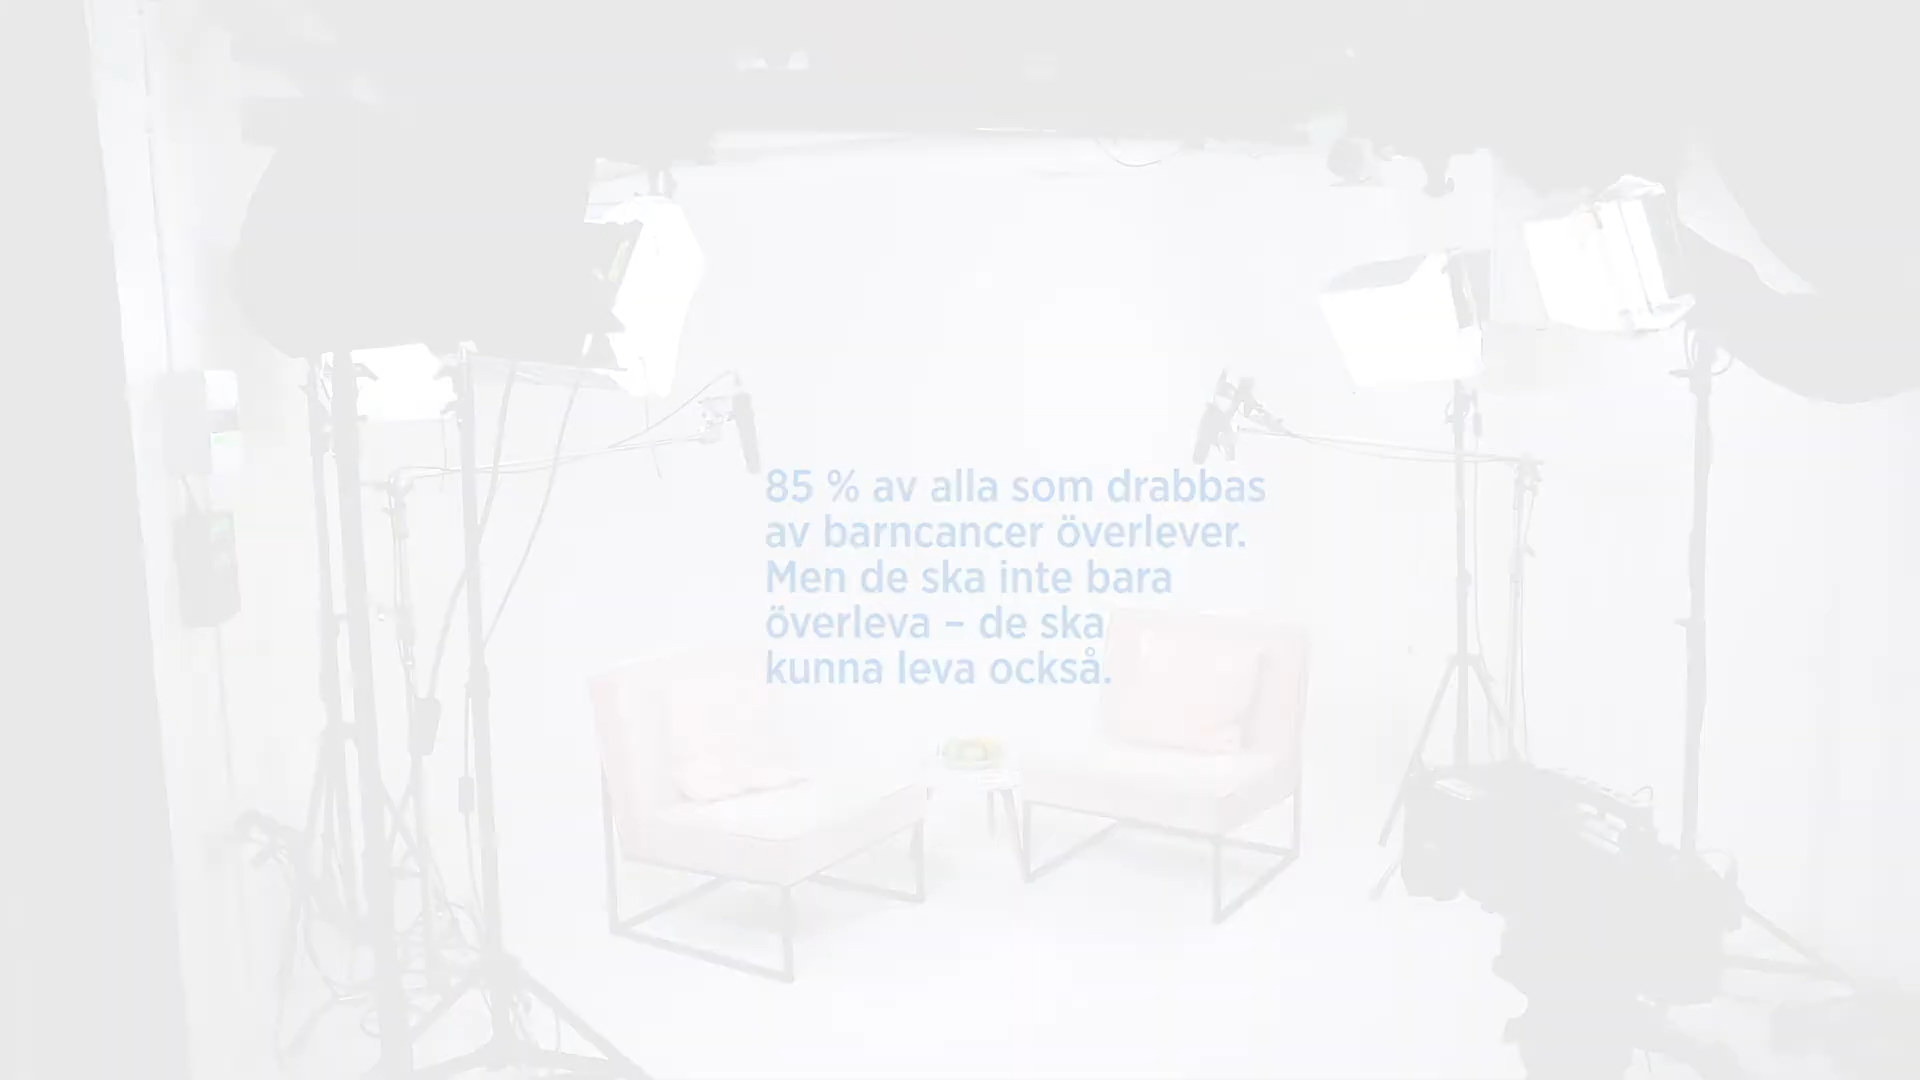 85 % av alla som drabbas
av barncancer överlever.
Men de ska inte bara
överleva – de ska
kunna leva också.